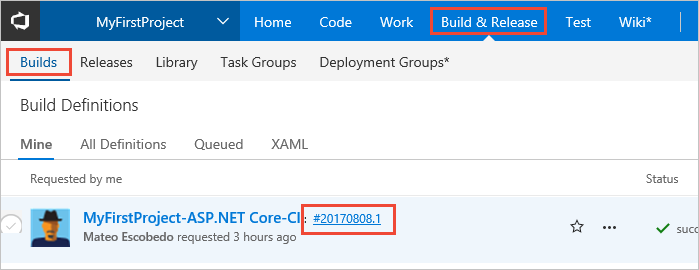 MyFirstProject Home Code Work Build & Release Test Wiki*
Builds Releases Library Task Groups Deployment Groups*
Build Definitions
Mine All Definitions Queued XAML
Requested by me Status
MyFirstProject-ASP.NET Core-CI : #20170808.1
Mateo Escobedo requested 3 hours ago succ